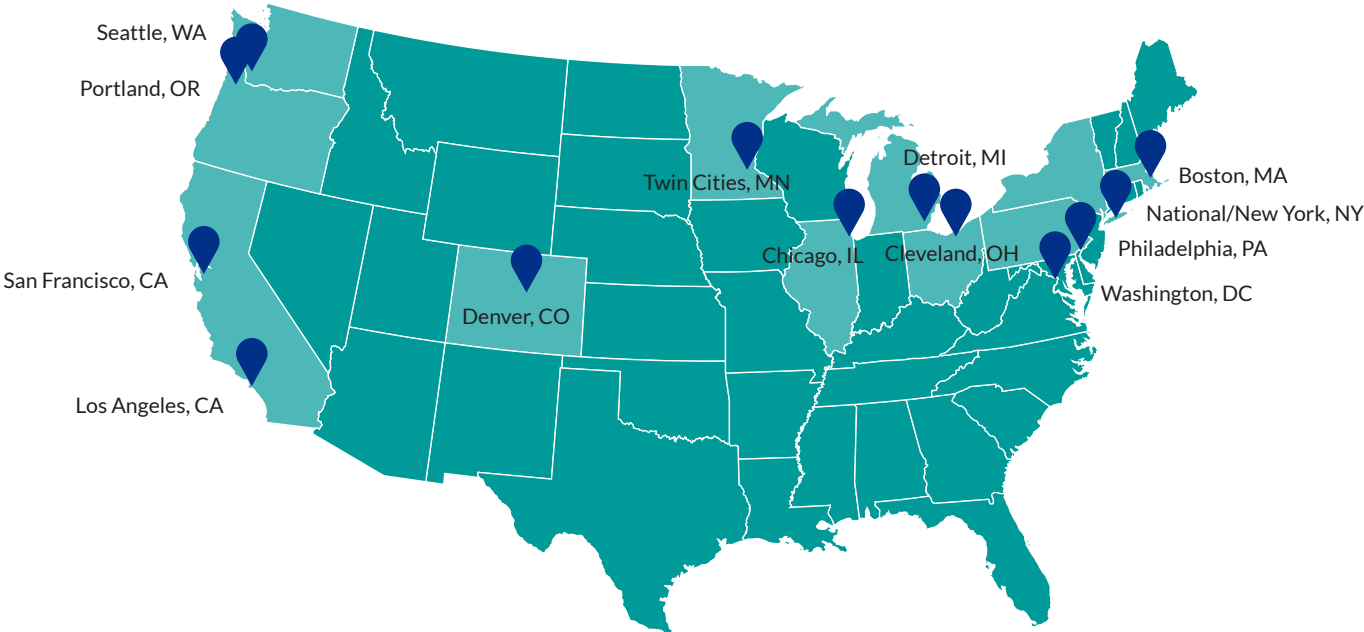 Seattle, WA
Portland, OR
Detroit, MI
Boston, MA
Twin Cities, MN
National/New York, NY
Philadelphia, PA
Chicago, IL
Cleveland, OH
San Francisco, CA
Washington, DC
Denver, CO
Los Angeles, CA